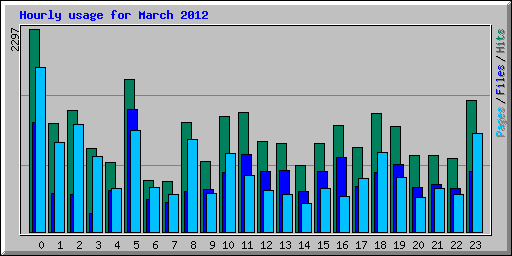 Hourly usage for March 2012
2297
Pages/Files/Hits
0 1 2 3 4 5 6 7 8 9 10 11 12 13 14 15 16 17 18 19 20 21 22 23